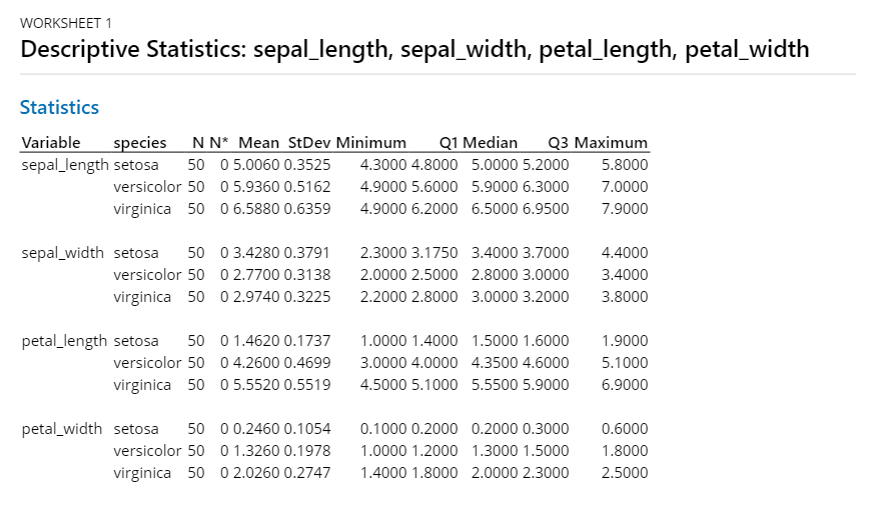 WORKSHEET 1
Descriptive Statistics: sepal_length, sepal_width, petal_length, petal_width
Statistics
Variable species N N* Mean StDev Minimum Q1 Median Q3 Maximum
sepal_length setosa 50 0 5.0060 0.3525 4.3000 4.8000 5.0000 5.2000 5.8000
versicolor 50 0 5.9360 0.5162 4.9000 5.6000 5.9000 6.3000 7.0000
virginica 50 0 6.5880 0.6359 4.9000 6.2000 6.5000 6.9500 7.9000
sepal_width setosa 50 0 3.4280 0.3791 2.3000 3.1750 3.4000 3.7000 4.4000
versicolor 50 0 2.7700 0.3138 2.0000 2.5000 2.8000 3.0000 3.4000
virginica 50 0 2.9740 0.3225 2.2000 2.8000 3.0000 3.2000 3.8000
petal_length setosa 50 0 1.4620 0.1737 1.0000 1.4000 1.5000 1.6000 1.9000
versicolor 50 0 4.2600 0.4699 3.0000 4.0000 4.3500 4.6000 5.1000
virginica 50 0 5.5520 0.5519 4.5000 5.1000 5.5500 5.9000 6.9000
petal_width setosa 50 0 0.2460 0.1054 0.1000 0.2000 0.2000 0.3000 0.6000
versicolor 50 0 1.3260 0.1978 1.0000 1.2000 1.3000 1.5000 1.8000
virginica 50 0 2.0260 0.2747 1.4000 1.8000 2.0000 2.3000 2.5000